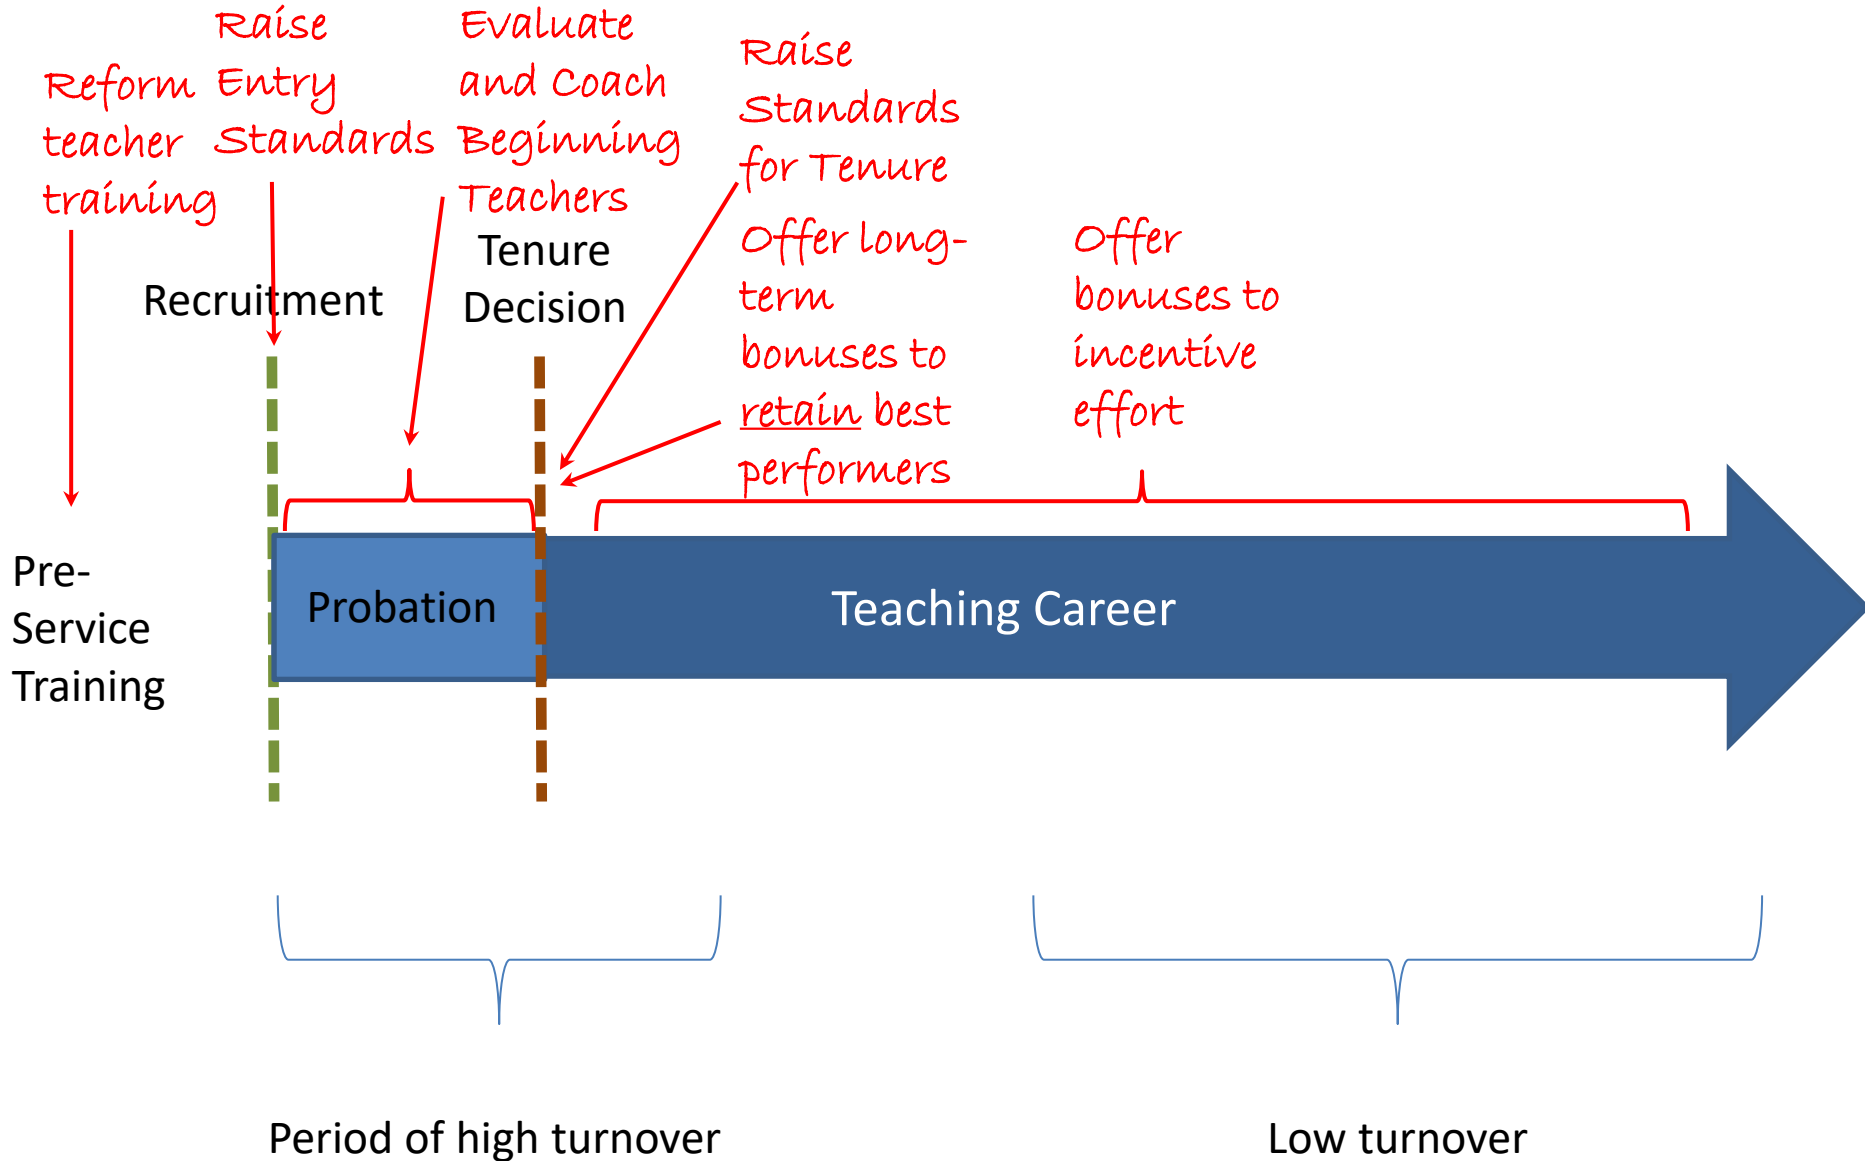 Reform
teacher
training
Raise
Entry
Standards
Evaluate
and Coach
Beginning
Teachers
Raise
Standards
for Tenure
Offer long-
term
bonuses to
retain best
performers
Offer
bonuses to
incentive
effort
Recruitment
Tenure
Decision
Pre-
Service
Training
Probation
Teaching Career
Period of high turnover
Low turnover